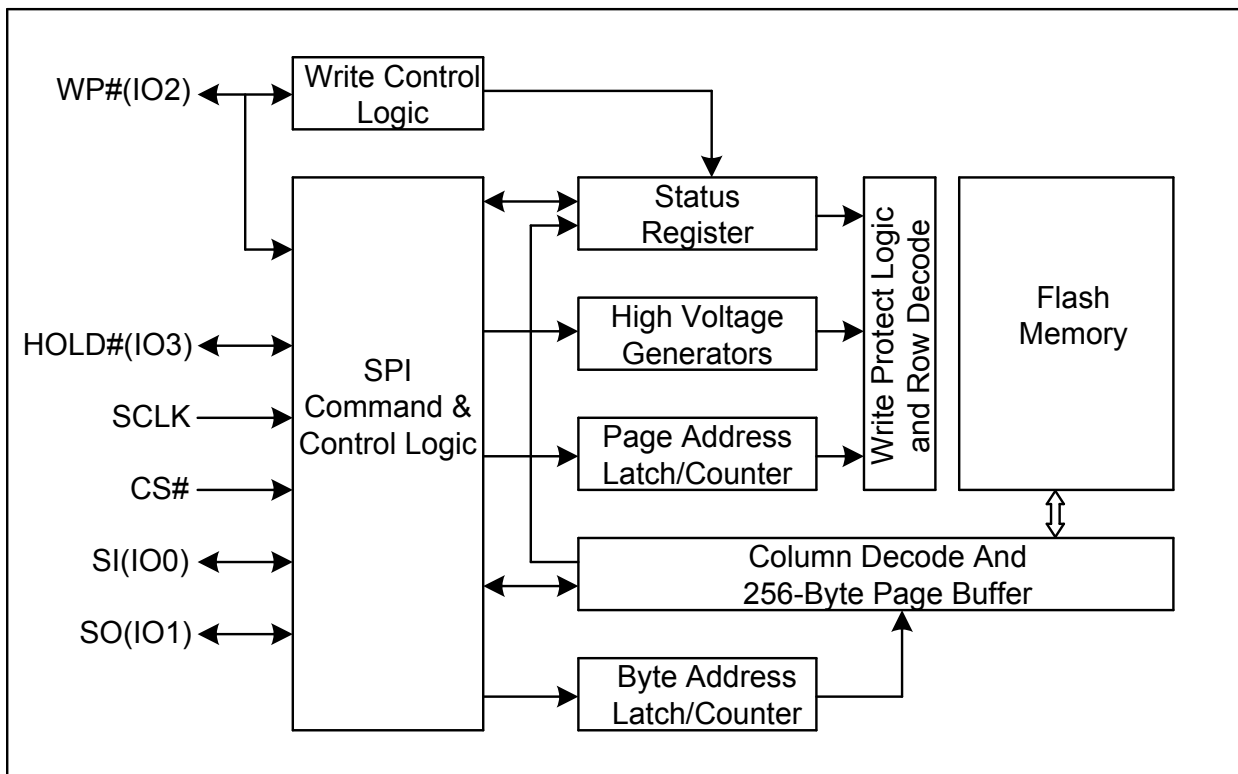 WP#(IO2)
Write Control
Logic
Status
Register
Write Protect Logic
and Row Decode
Flash
Memory
HOLD#(IO3)
High Voltage
Generators
SPI
Command &
Control Logic
SCLK
Page Address
Latch/Counter
CS#
SI(IO0)
Column Decode And
256-Byte Page Buffer
SO(IO1)
Byte Address
Latch/Counter